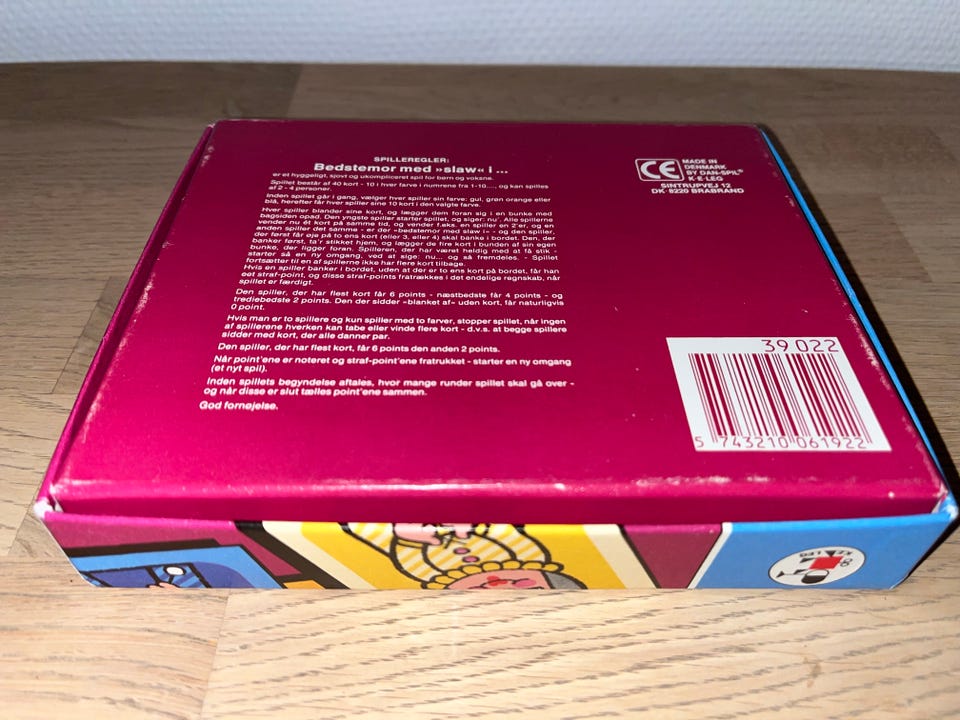 SPILLEREGLER:
Bedstemor med »slaw« i ...
er et hyggeligt, sjovt og ukompliceret spil for børn og voksne.
Spillet består af 40 kort - 10 i hver farve i numrene fra 1-10...., og kan spilles
af 2 - 4 personer.
Inden spillet går i gang, vælger hver spiller sin farve: gul, grøn orange eller
blå, herefter får hver spiller sine 10 kort i den valgte farve.
Hver spiller blander sine kort, og lægger dem foran sig i en bunke med
bagsiden opad. Den yngste spiller starter spillet, og siger: nu'. Alle spillerne
vender nu ét kort på samme tid, og vender f.eks. en spiller en 2'er, og en
anden spiller det samme - er der »bedstemor med slaw i« - og den spiller,
der først får øje på to ens kort (eller 3, eller 4) skal banke i bordet. Den, der
banker først, ta'r stikket hjem, og lægger de fire kort i bunden af sin egen
bunke, der ligger foran. Spilleren, der har været heldig med at få stik -
starter så en ny omgang, ved at sige: nu... og så fremdeles. - Spillet
fortsætter til en af spillerne ikke har flere kort tilbage.
Hvis en spiller banker i bordet, uden at der er to ens kort på bordet, får han
eet straf-point, og disse straf-points fratrækkes i det endelige regnskab, når
spillet er færdigt.
Den spiller, der har flest kort får 6 points - næstbedste får 4 points - og
trediebedste 2 points. Den der sidder »blanket af« uden kort, får naturligvis
0 point.
Hvis man er to spillere og kun spiller med to farver, stopper spillet, når ingen
af spillerene hverken kan tabe eller vinde flere kort - d.v.s. at begge spillere
sidder med kort, der alle danner par.
Den spiller, der har flest kort, får 6 points den anden 2 points.
Når point'ene er noteret og straf-point'ene fratrukket - starter en ny omgang
(et nyt spil).
Inden spillets begyndelse aftales, hvor mange runder spillet skal gå over -
og når disse er slut tælles point'ene sammen.
God fornøjelse.
CE MADE IN
DENMARK
BY DAN-SPIL®
K·E·LEG
SINTRUPVEJ 12
DK-8220 BRABRAND
39 022
5 743210 061922